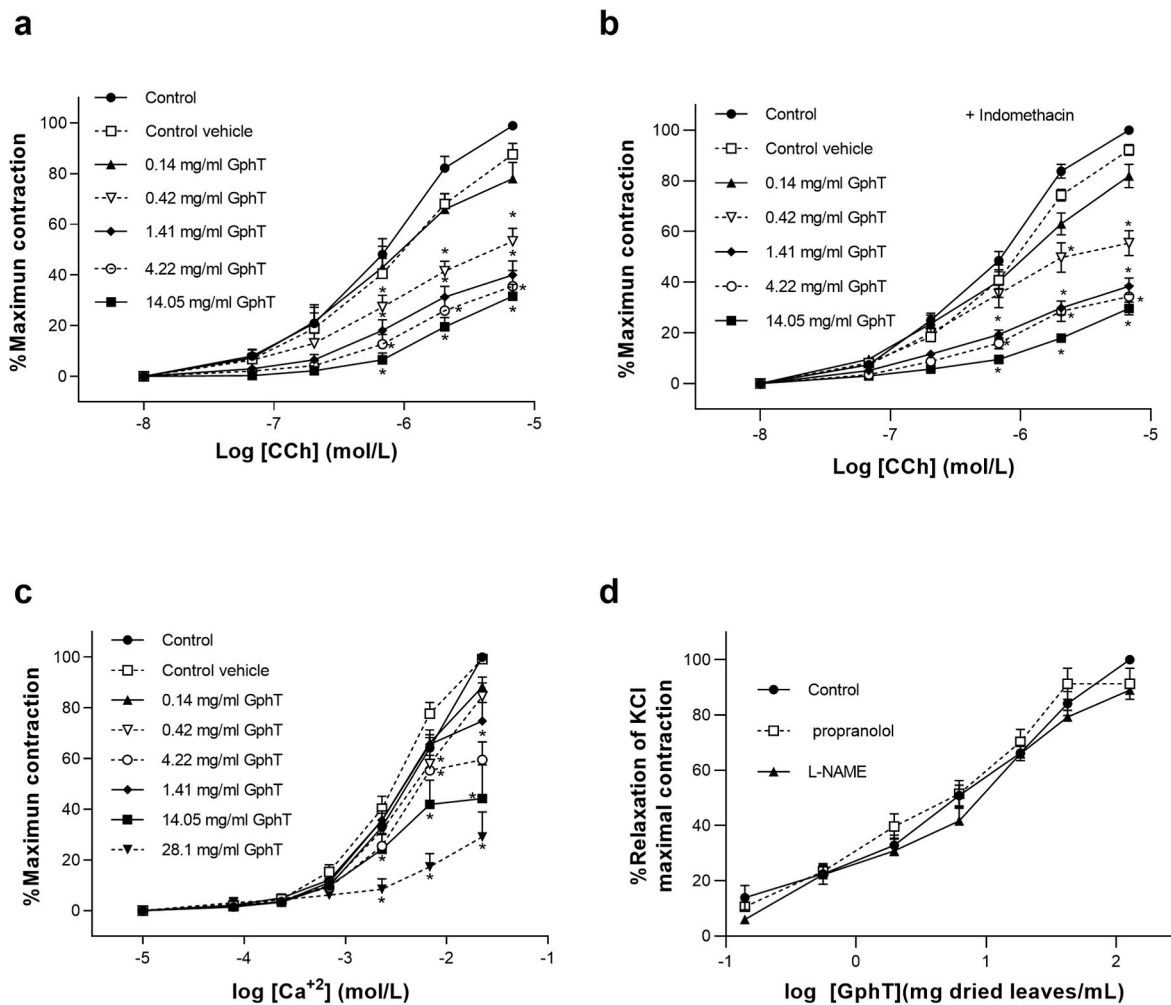 a
Control
Control vehicle
0.14 mg/ml GphT
0.42 mg/ml GphT
1.41 mg/ml GphT
4.22 mg/ml GphT
14.05 mg/ml GphT
%Maximun contraction
100
80
60
40
20
0
-8
-7
-6
-5
Log [CCh] (mol/L)
b
+ Indomethacin
Control
Control vehicle
0.14 mg/ml GphT
0.42 mg/ml GphT
1.41 mg/ml GphT
4.22 mg/ml GphT
14.05 mg/ml GphT
%Maximun contraction
100
80
60
40
20
0
-8
-7
-6
-5
Log [CCh] (mol/L)
c
Control
Control vehicle
0.14 mg/ml GphT
0.42 mg/ml GphT
4.22 mg/ml GphT
1.41 mg/ml GphT
14.05 mg/ml GphT
28.1 mg/ml GphT
%Maximun contraction
100
80
60
40
20
0
-5
-4
-3
-2
-1
log [Ca+2] (mol/L)
d
Control
propranolol
L-NAME
%Relaxation of KCl
maximal contraction
100
80
60
40
20
0
-1
0
1
2
log [GphT](mg dried leaves/mL)